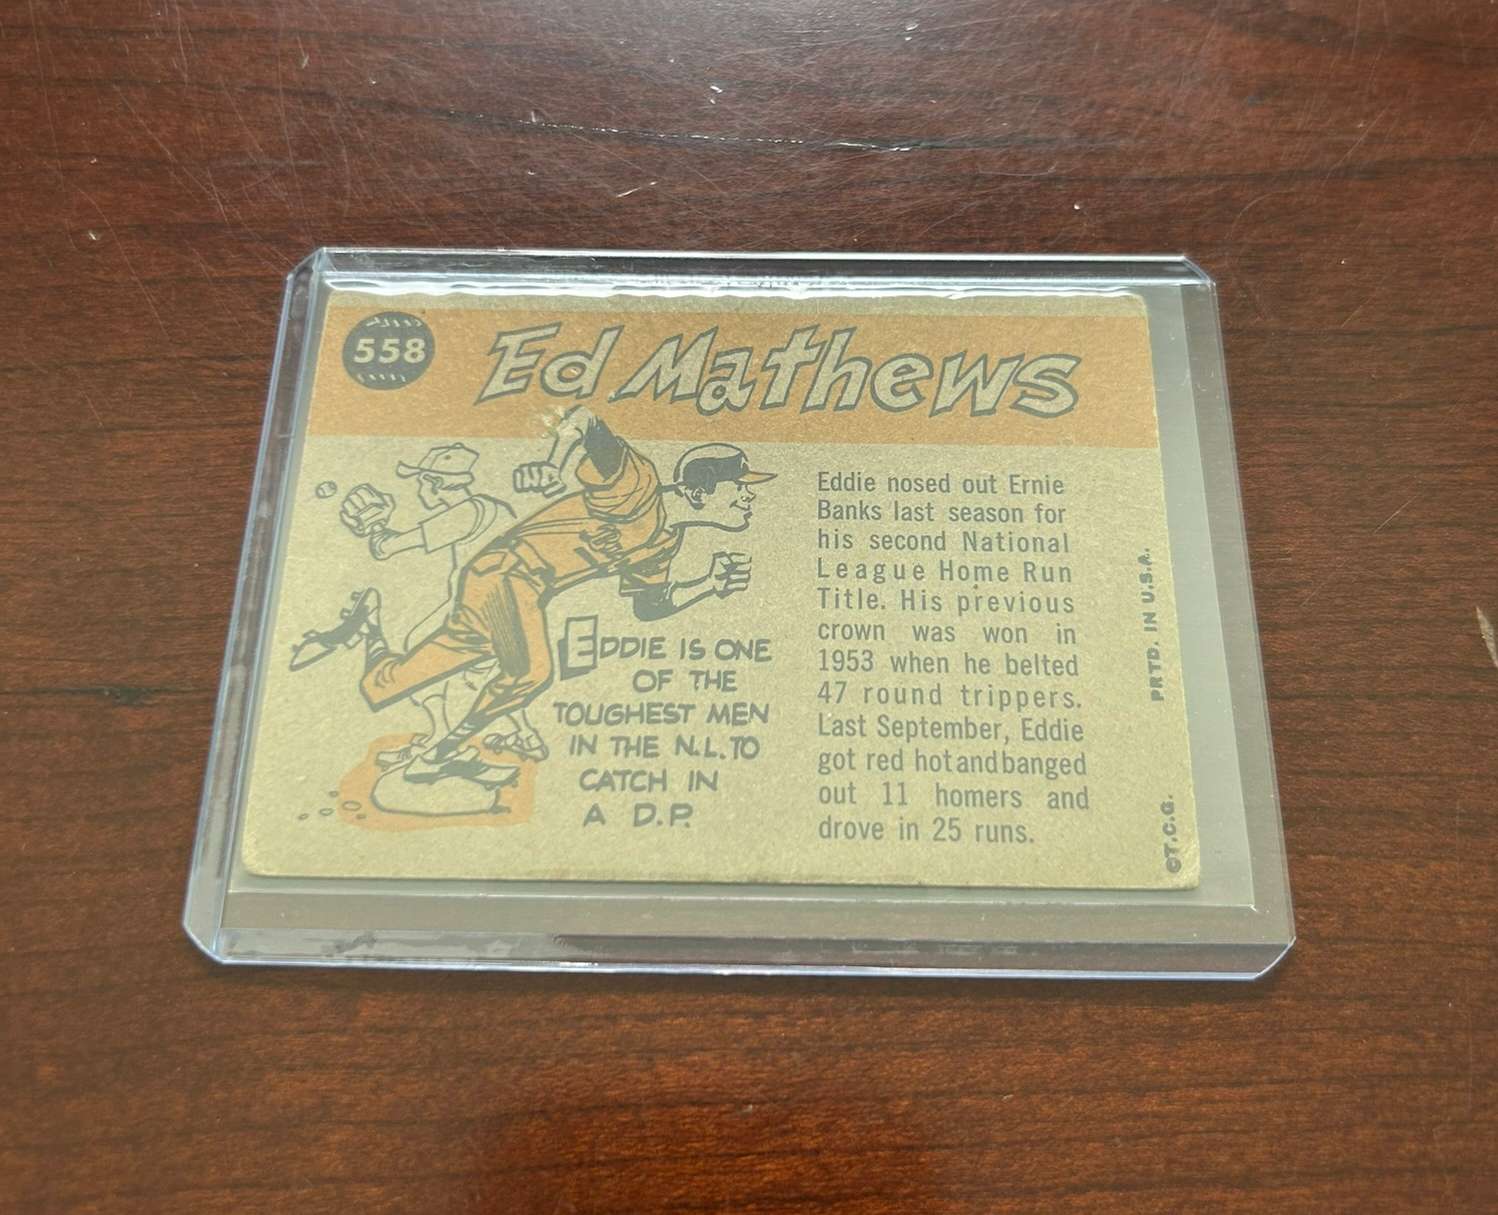 558
Ed Mathews
EDDIE IS ONE
OF THE
TOUGHEST MEN
IN THE N.L. TO
CATCH IN
A D.P.
Eddie nosed out Ernie
Banks last season for
his second National
League Home Run
Title. His previous
crown was won in
1953 when he belted
47 round trippers.
Last September, Eddie
got red hot and banged
out 11 homers and
drove in 25 runs.
©T.C.G. PRTD. IN U.S.A.